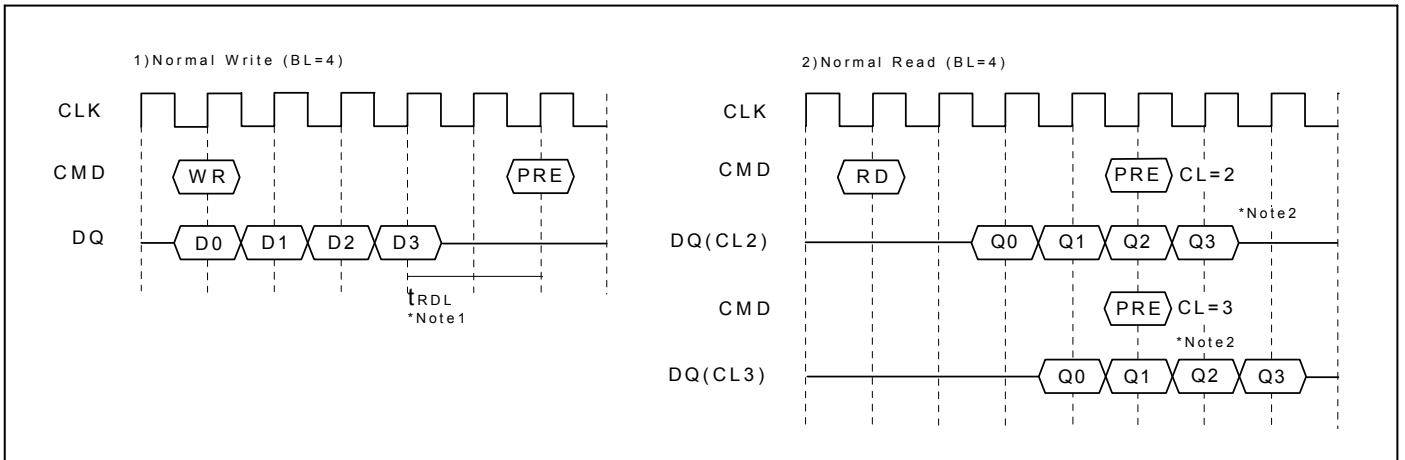 1)Normal Write (BL=4)
CLK
CMD
WR
PRE
DQ
D0
D1
D2
D3
tRDL
*Note1
2)Normal Read (BL=4)
CLK
CMD
RD
PRE
CL=2
*Note2
DQ(CL2)
Q0
Q1
Q2
Q3
CMD
PRE
CL=3
*Note2
DQ(CL3)
Q0
Q1
Q2
Q3